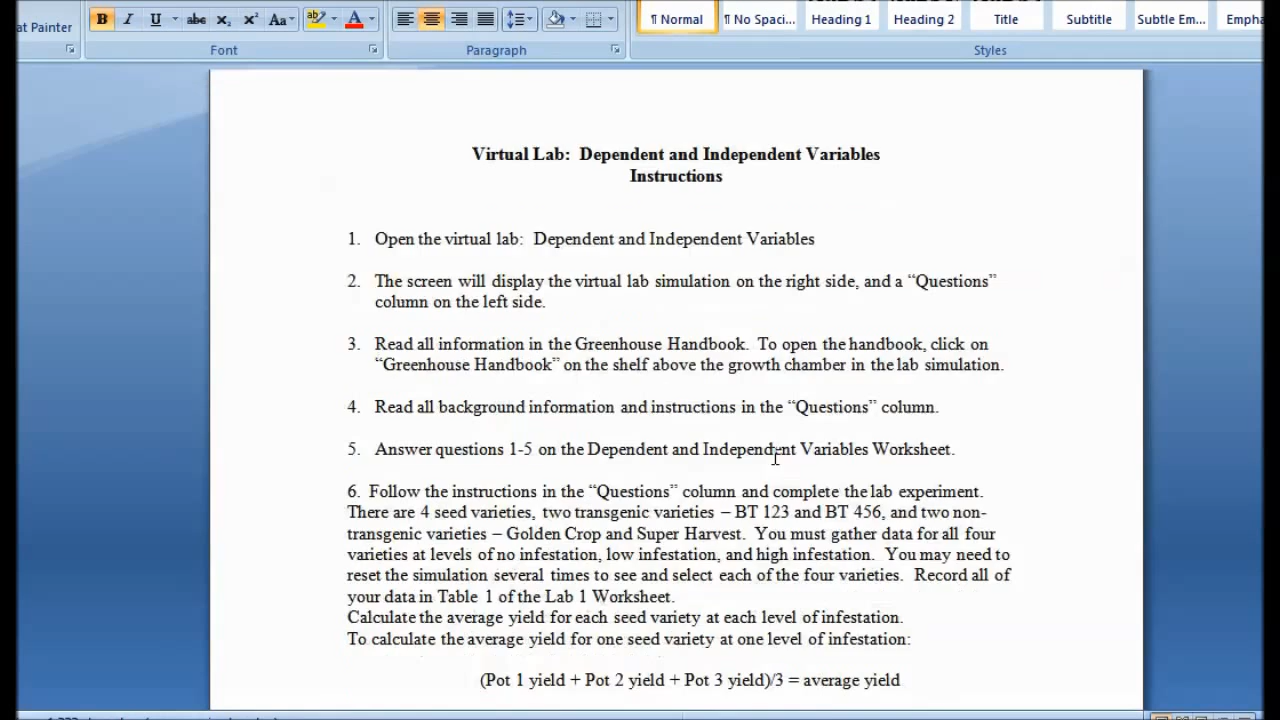 at Painter
B I U abc x₂ x² Aa ab A
¶ Normal ¶ No Spaci... Heading 1 Heading 2 Title Subtitle Subtle Em... Empha
Font Paragraph Styles
Virtual Lab: Dependent and Independent Variables
Instructions
1. Open the virtual lab: Dependent and Independent Variables
2. The screen will display the virtual lab simulation on the right side, and a “Questions”
column on the left side.
3. Read all information in the Greenhouse Handbook. To open the handbook, click on
“Greenhouse Handbook” on the shelf above the growth chamber in the lab simulation.
4. Read all background information and instructions in the “Questions” column.
5. Answer questions 1-5 on the Dependent and Independent Variables Worksheet.
6. Follow the instructions in the “Questions” column and complete the lab experiment.
There are 4 seed varieties, two transgenic varieties – BT 123 and BT 456, and two non-
transgenic varieties – Golden Crop and Super Harvest. You must gather data for all four
varieties at levels of no infestation, low infestation, and high infestation. You may need to
reset the simulation several times to see and select each of the four varieties. Record all of
your data in Table 1 of the Lab 1 Worksheet.
Calculate the average yield for each seed variety at each level of infestation.
To calculate the average yield for one seed variety at one level of infestation:
(Pot 1 yield + Pot 2 yield + Pot 3 yield)/3 = average yield